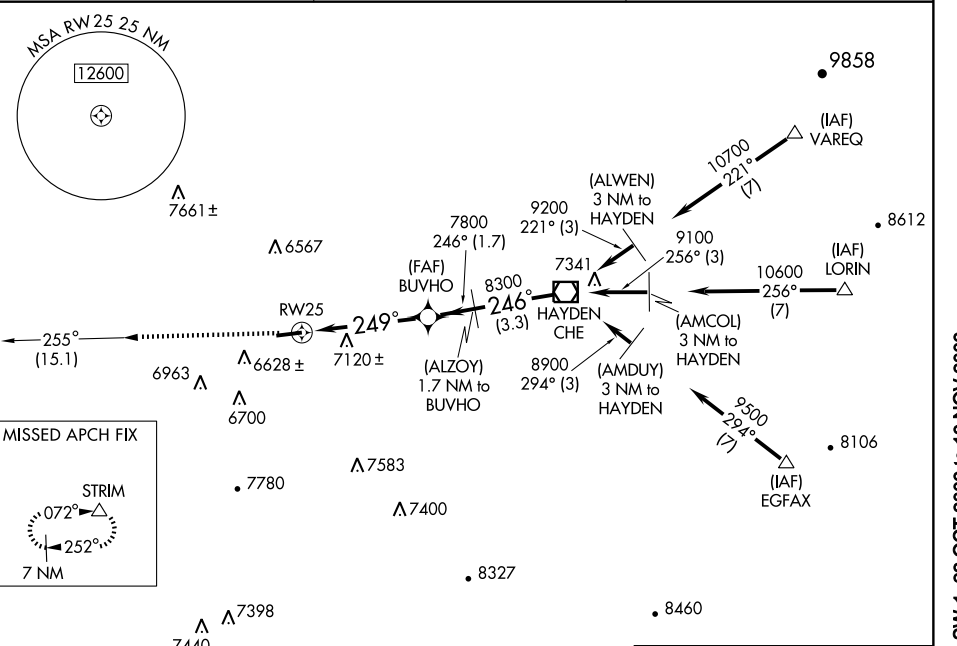 MSA RW25 25 NM
12600
9858
(IAF)
VAREQ
10700
221°
(7)
(ALWEN)
3 NM to
HAYDEN
7661±
9200
221° (3)
8612
7800
246° (1.7)
9100
256° (3)
6567
(IAF)
LORIN
(FAF)
BUVHO
7341
10600
256°
(7)
8300
246°
(3.3)
RW25
249°
HAYDEN
CHE
255°
(15.1)
(AMCOL)
3 NM to
HAYDEN
6628±
7120±
(ALZOY)
1.7 NM to
BUVHO
8900
294° (3)
(AMDUY)
3 NM to
HAYDEN
6963
6700
9500
294°
(7)
MISSED APCH FIX
8106
7583
STRIM
7780
(IAF)
EGFAX
072°
7400
252°
7 NM
8327
8460
7398
7440